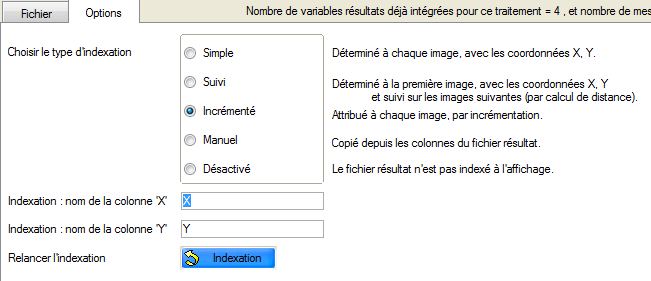 Fichier
Options
Nombre de variables résultats déjà intégrées pour ce traitement = 4 , et nombre de mes
Choisir le type d'indexation
Simple
Déterminé à chaque image, avec les coordonnées X, Y.
Suivi
Déterminé à la première image, avec les coordonnées X, Y
et suivi sur les images suivantes (par calcul de distance).
Incrémenté
Attribué à chaque image, par incrémentation.
Manuel
Copié depuis les colonnes du fichier résultat.
Désactivé
Le fichier résultat n'est pas indexé à l'affichage.
Indexation : nom de la colonne 'X'
X
Indexation : nom de la colonne 'Y'
Y
Relancer l'indexation
Indexation